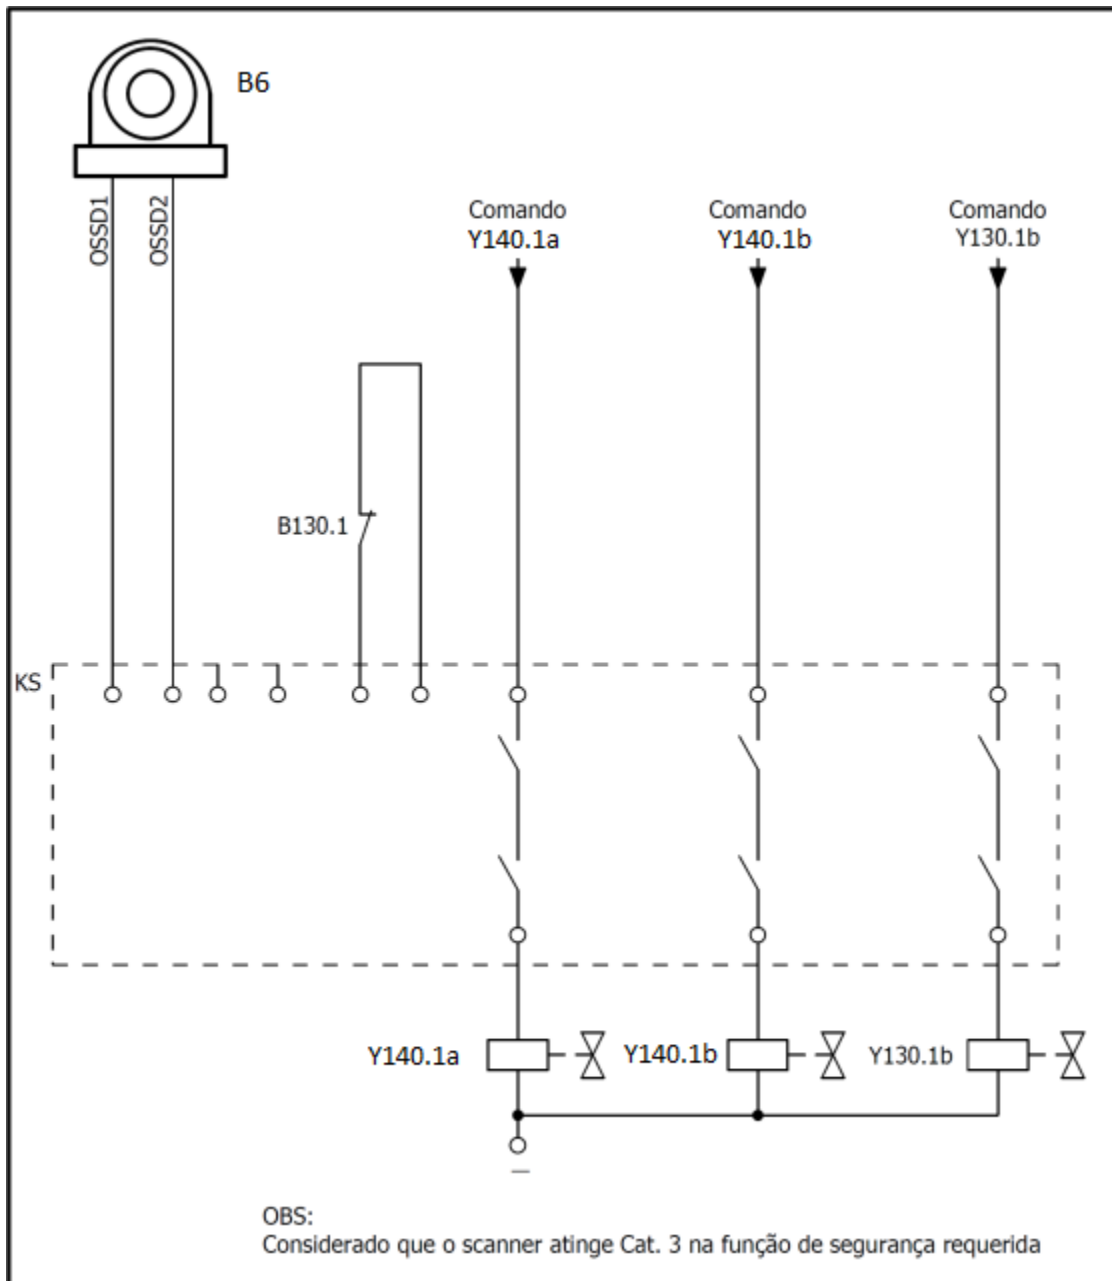 B6
OSSD1
OSSD2
Comando
Y140.1a
Comando
Y140.1b
Comando
Y130.1b
B130.1
KS
Y140.1a
Y140.1b
Y130.1b
OBS:
Considerado que o scanner atinge Cat. 3 na função de segurança requerida